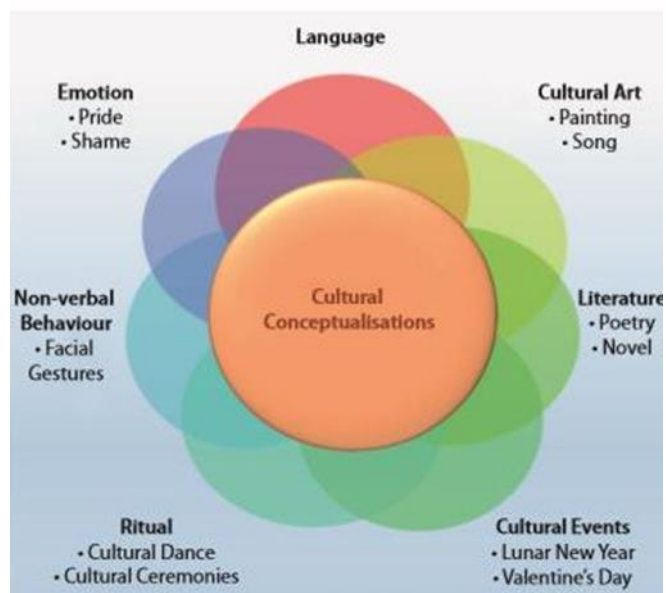 Language
Emotion
• Pride
• Shame
Cultural Art
• Painting
• Song
Cultural
Conceptualisations
Non-verbal
Behaviour
• Facial
Gestures
Literature
• Poetry
• Novel
Ritual
• Cultural Dance
• Cultural Ceremonies
Cultural Events
• Lunar New Year
• Valentine's Day